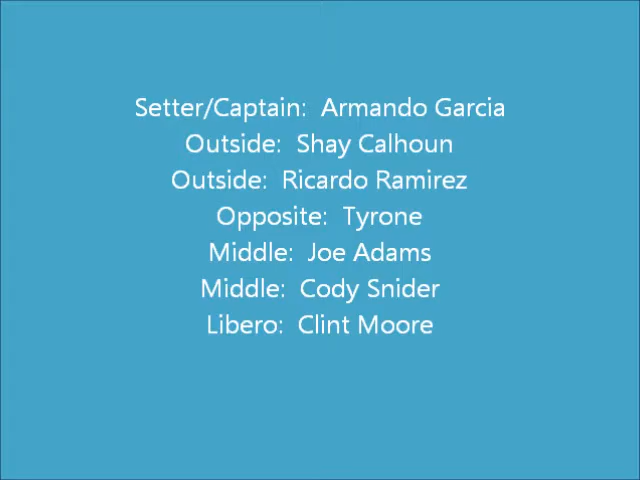 Setter/Captain:  Armando Garcia
Outside:  Shay Calhoun
Outside:  Ricardo Ramirez
Opposite:  Tyrone
Middle:  Joe Adams
Middle:  Cody Snider
Libero:  Clint Moore